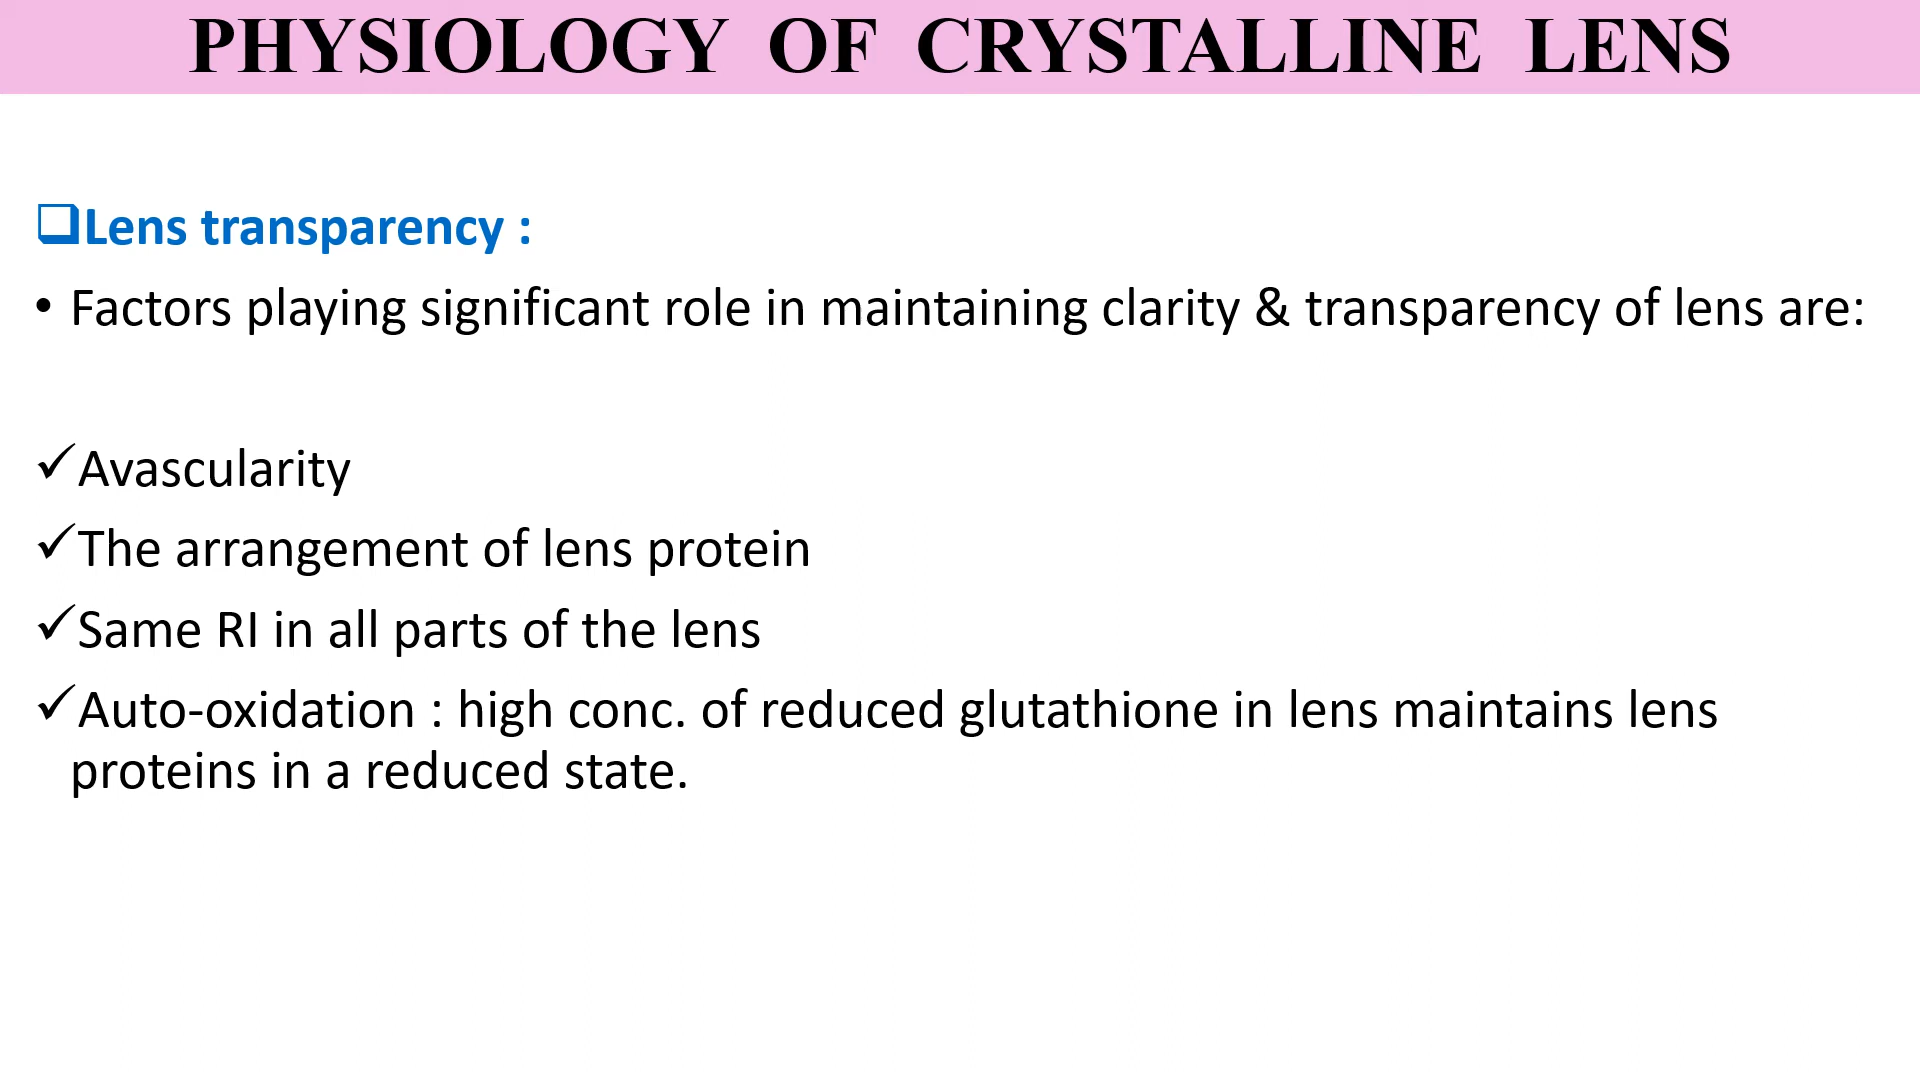 PHYSIOLOGY OF CRYSTALLINE LENS
Lens transparency :
• Factors playing significant role in maintaining clarity & transparency of lens are:
✓Avascularity
✓The arrangement of lens protein
✓Same RI in all parts of the lens
✓Auto-oxidation : high conc. of reduced glutathione in lens maintains lens
proteins in a reduced state.